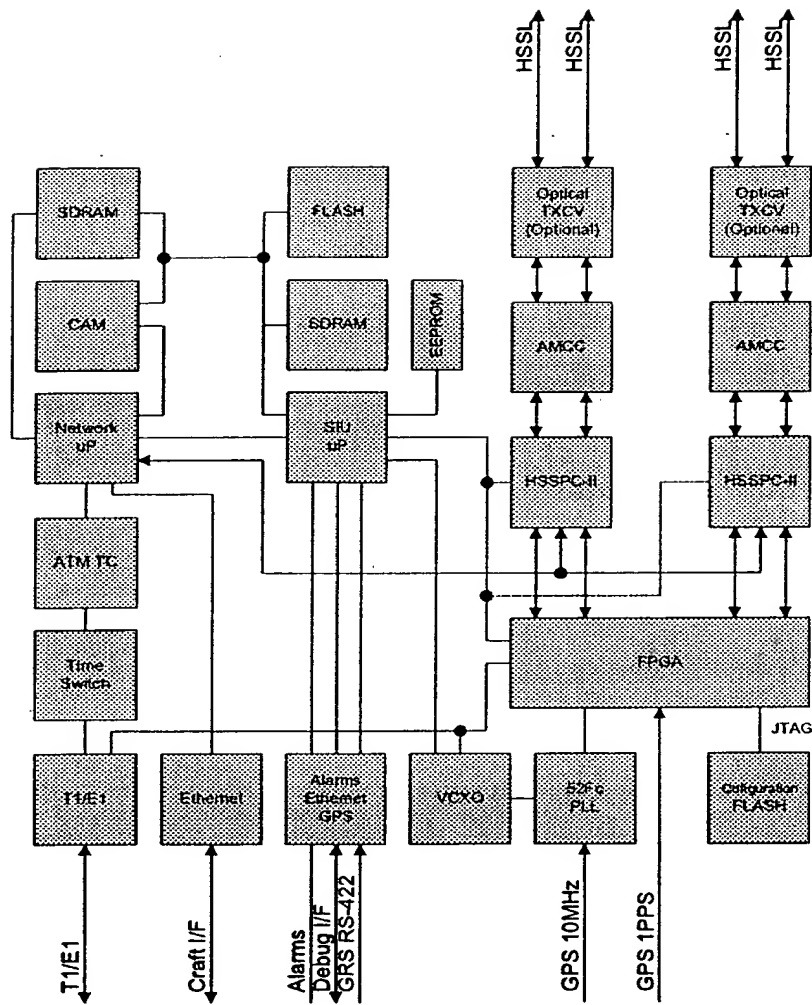 HSSL
HSSL
HSSL
HSSL
SDRAM
FLASH
Optical
TXCV
(Optional)
Optical
TXCV
(Optional)
CAM
SDRAM
EEPROM
AMCC
AMCC
Network
uP
SIU
uP
HSSPC-II
HSSPC-II
ATM TC
Time
Switch
FPGA
JTAG
T1/E1
Ethernet
Alarms
Ethernet
GPS
VCXO
52Fc
PLL
Configuration
FLASH
T1/E1
Craft I/F
Alarms
Debug I/F
GRS RS-422
GPS 10MHz
GPS 1PPS